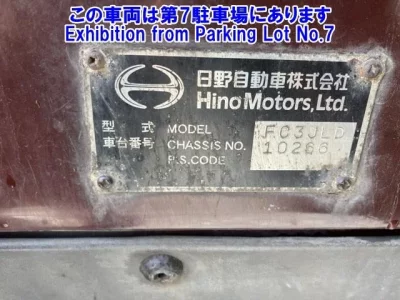 この車両は第7駐車場にあります
Exhibition from Parking Lot No.7
日野自動車株式会社
Hino Motors, Ltd.
型式 MODEL FC3JLD
車台番号 CHASSIS NO. 10266
P.S.CODE